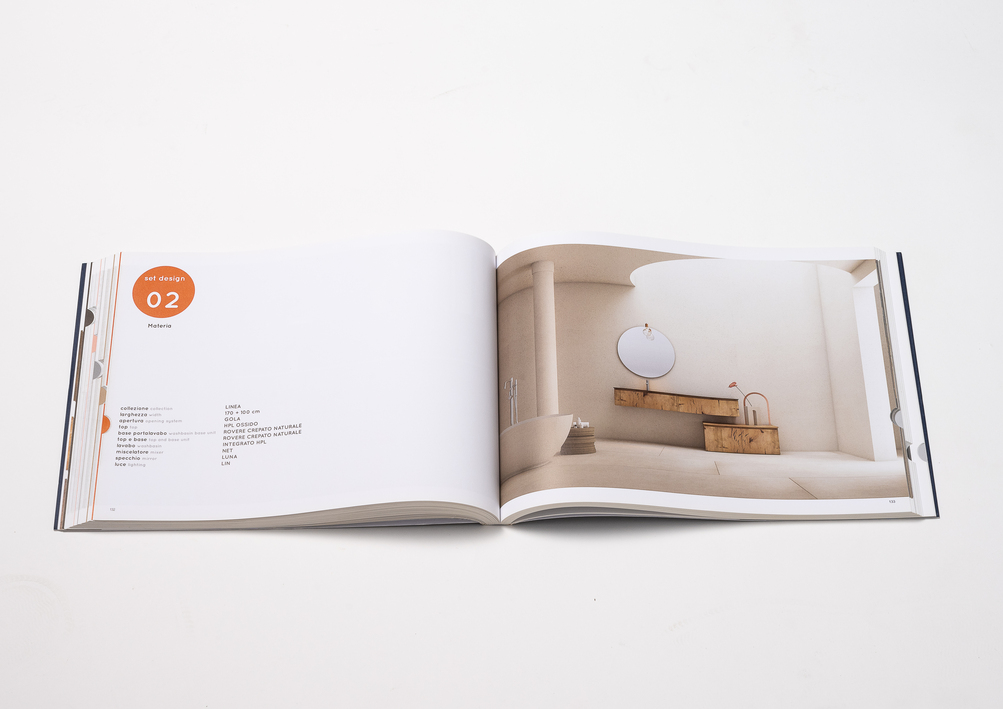 set design
02
Materia
collezione collection LINEA
larghezza width 170 + 100 cm
apertura opening system GOLA
top top HPL OSSIDO
base portalavabo washbasin base unit ROVERE CREPATO NATURALE
top e base top and base unit ROVERE CREPATO NATURALE
lavabo washbasin INTEGRATO HPL
miscelatore mixer NET
specchio mirror LUNA
luce lighting LIN